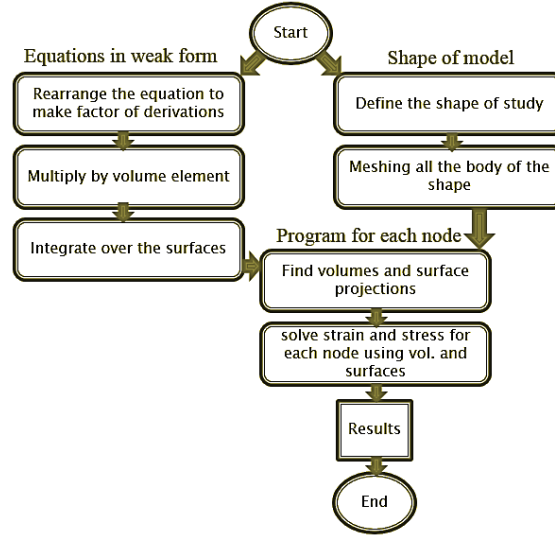 Start
Equations in weak form
Shape of model
Rearrange the equation to
make factor of derivations
Define the shape of study
Multiply by volume element
Meshing all the body of the
shape
Integrate over the surfaces
Program for each node
Find volumes and surface
projections
solve strain and stress for
each node using vol. and
surfaces
Results
End